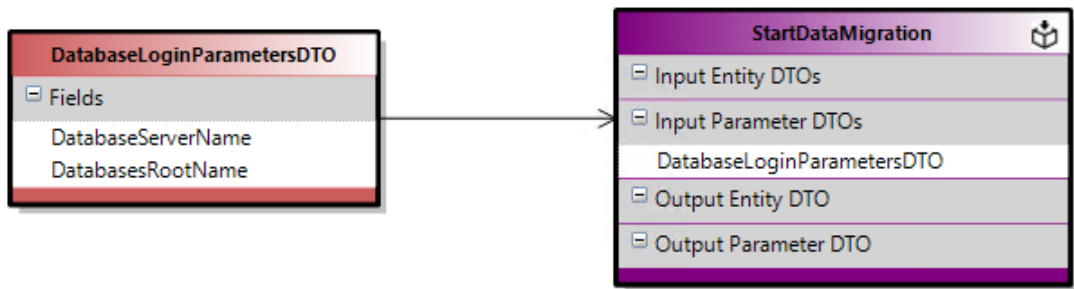 DatabaseLoginParametersDTO
Fields
DatabaseServerName
DatabasesRootName
StartDataMigration
Input Entity DTOs
Input Parameter DTOs
DatabaseLoginParametersDTO
Output Entity DTO
Output Parameter DTO